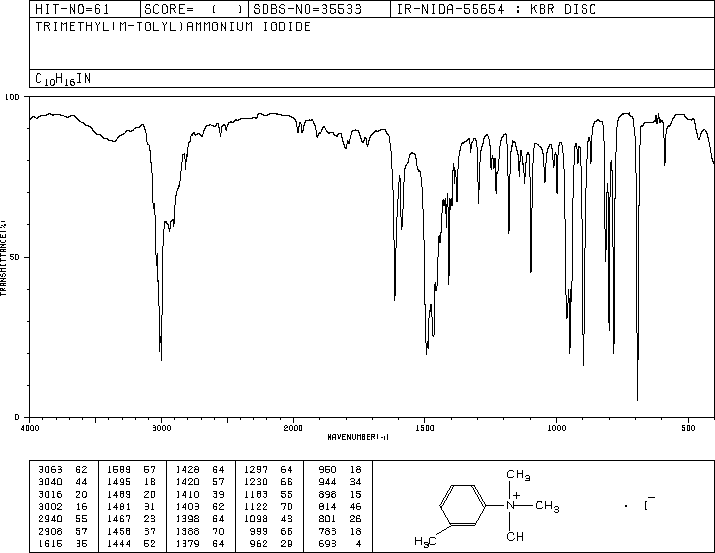 HIT-NO=61 SCORE= ( ) SDBS-NO=35533 IR-NIDA-55654 : KBR DISC
TRIMETHYL(M-TOLYL)AMMONIUM IODIDE
C10H16IN
100
50
0
TRANSMITTANCE(%)
4000 3000 2000 1500 1000 500
WAVENUMBER(-1)
3063 62 1589 57 1428 64 1297 64 950 18
3040 44 1495 18 1420 57 1230 66 944 34
3016 20 1489 20 1410 39 1183 55 898 15
3002 16 1481 31 1403 62 1122 70 814 46
2940 55 1467 23 1398 64 1098 43 801 26
2908 57 1458 37 1388 70 999 66 783 18
1615 35 1444 52 1379 64 962 29 693 4
CH3
N+ CH3 · I−
H3C CH